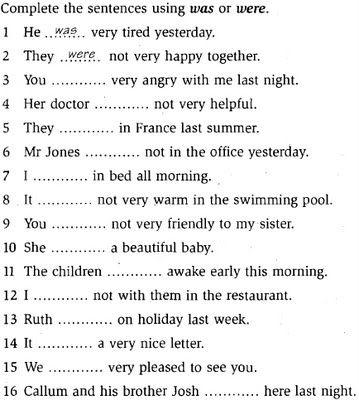 Complete the sentences using was or were.
1 He ..was.. very tired yesterday.
2 They ..were.. not very happy together.
3 You ............ very angry with me last night.
4 Her doctor ............ not very helpful.
5 They ............ in France last summer.
6 Mr Jones ............ not in the office yesterday.
7 I ............ in bed all morning.
8 It ............ not very warm in the swimming pool.
9 You ............ not very friendly to my sister.
10 She ............ a beautiful baby.
11 The children ............ awake early this morning.
12 I ............ not with them in the restaurant.
13 Ruth ............ on holiday last week.
14 It ............ a very nice letter.
15 We ............ very pleased to see you.
16 Callum and his brother Josh ............ here last night.